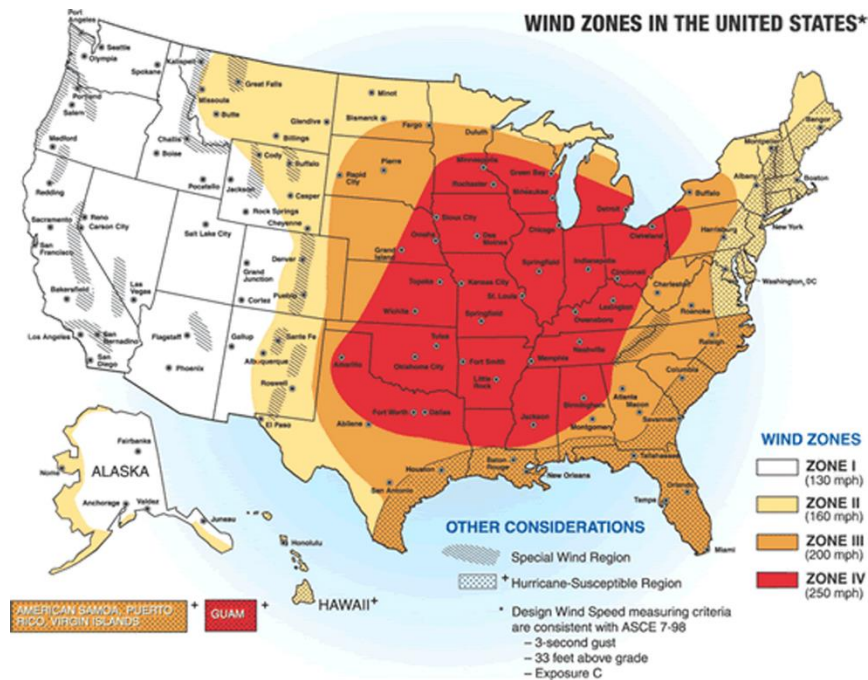 WIND ZONES IN THE UNITED STATES*
Port
Angeles
Seattle
Olympia
Spokane
Kalispell
Great Falls
Minot
Portland
Salem
Missoula
Butte
Glendive
Bismarck
Fargo
Duluth
Billings
Medford
Challis
Boise
Cody
Buffalo
Pierre
Rapid
City
Minneapolis
Green Bay
Bangor
Montpelier
Redding
Pocatello
Jackson
Casper
Rochester
Milwaukee
Buffalo
Albany
Boston
Rock Springs
Cheyenne
Sioux City
Detroit
New York
Sacramento
Reno
Carson City
Salt Lake City
Omaha
Des
Moines
Chicago
Cleveland
Harrisburg
San
Francisco
Grand
Junction
Denver
Grand
Island
Springfield
Indianapolis
Cincinnati
Washington, DC
Pueblo
Topeka
Kansas City
Charleston
Bakersfield
Las
Vegas
Cortez
St. Louis
Lexington
Roanoke
Wichita
Springfield
Owensboro
Raleigh
Los Angeles
San
Bernadino
Flagstaff
Gallup
Santa Fe
Tulsa
Nashville
San
Diego
Albuquerque
Amarillo
Oklahoma City
Fort Smith
Memphis
Columbia
Phoenix
Roswell
Little
Rock
Atlanta
Macon
Birmingham
Savannah
El Paso
Fort Worth
Dallas
Abilene
Jackson
Montgomery
Tallahassee
Houston
Baton
Rouge
New Orleans
San Antonio
Orlando
Tampa
Miami
Fairbanks
Nome
ALASKA
Anchorage
Valdez
Juneau
Honolulu
HAWAII+
AMERICAN SAMOA, PUERTO
RICO, VIRGIN ISLANDS
+
GUAM
+
OTHER CONSIDERATIONS
Special Wind Region
+ Hurricane-Susceptible Region
* Design Wind Speed measuring criteria
are consistent with ASCE 7-98
– 3-second gust
– 33 feet above grade
– Exposure C
WIND ZONES
ZONE I
(130 mph)
ZONE II
(160 mph)
ZONE III
(200 mph)
ZONE IV
(250 mph)